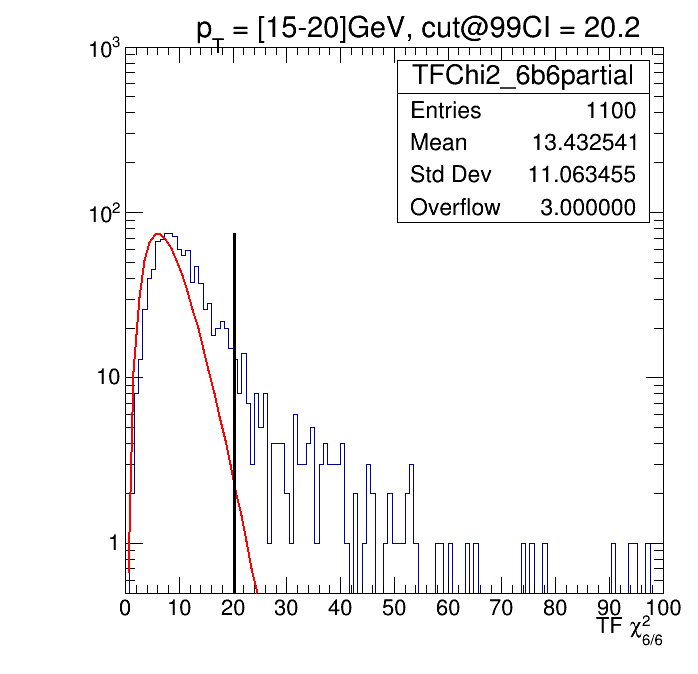 p_T = [15-20]GeV, cut@99CI = 20.2
TFChi2_6b6partial
Entries 1100
Mean 13.432541
Std Dev 11.063455
Overflow 3.000000
10^3
10^2
10
1
0 10 20 30 40 50 60 70 80 90 100
TF χ^2_6/6